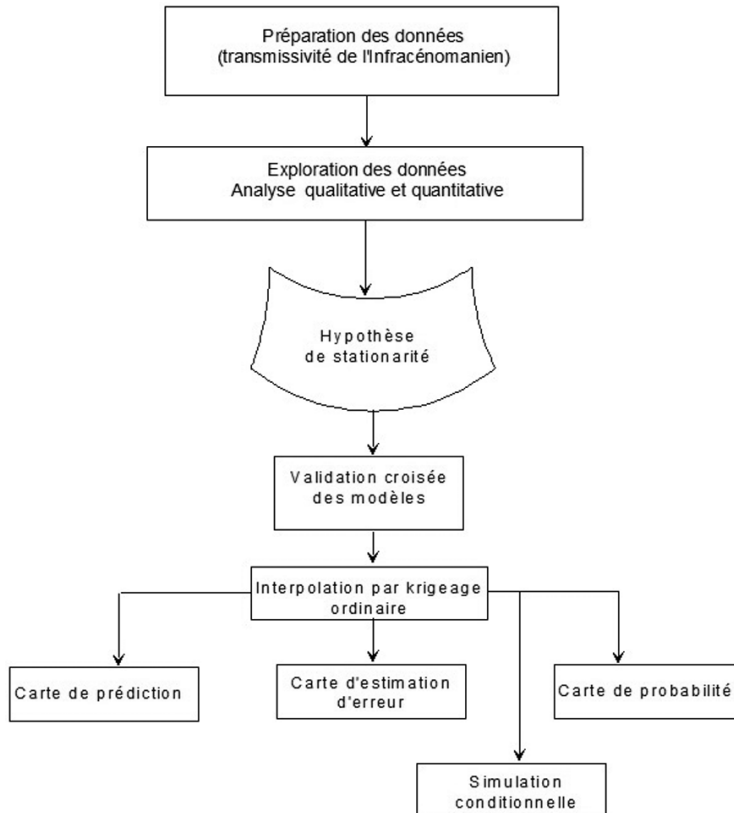 Préparation des données
(transmissivité de l'Infracénomanien)
Exploration des données
Analyse qualitative et quantitative
Hypothèse
de stationarité
Validation croisée
des modèles
Interpolation par krigeage
ordinaire
Carte de prédiction
Carte d'estimation
d'erreur
Carte de probabilité
Simulation
conditionnelle